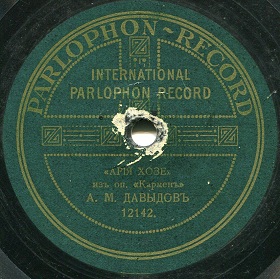 PARLOPHON-RECORD
INTERNATIONAL
PARLOPHON RECORD
«АРІЯ ХОЗЕ»
изъ оп. «Карменъ»
А. М. ДАВЫДОВЪ
12142.